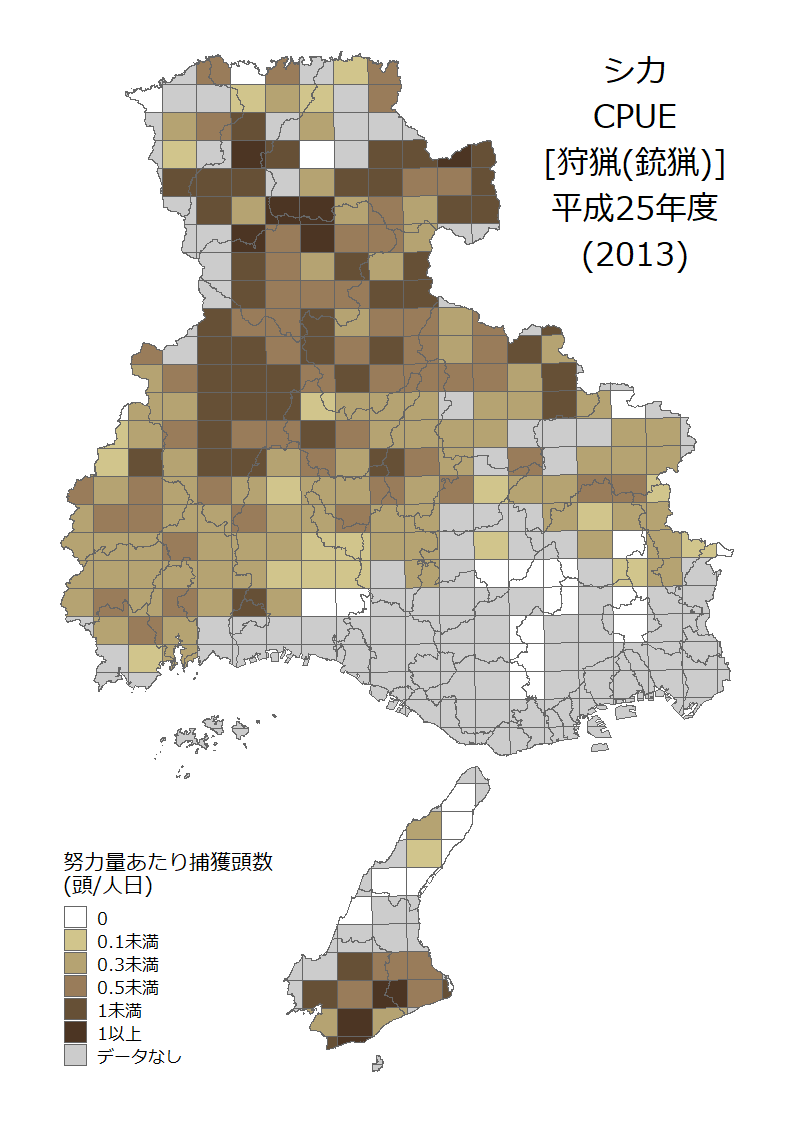 シカ
CPUE
[狩猟(銃猟)]
平成25年度
(2013)
努力量あたり捕獲頭数
(頭/人日)
0
0.1未満
0.3未満
0.5未満
1未満
1以上
データなし